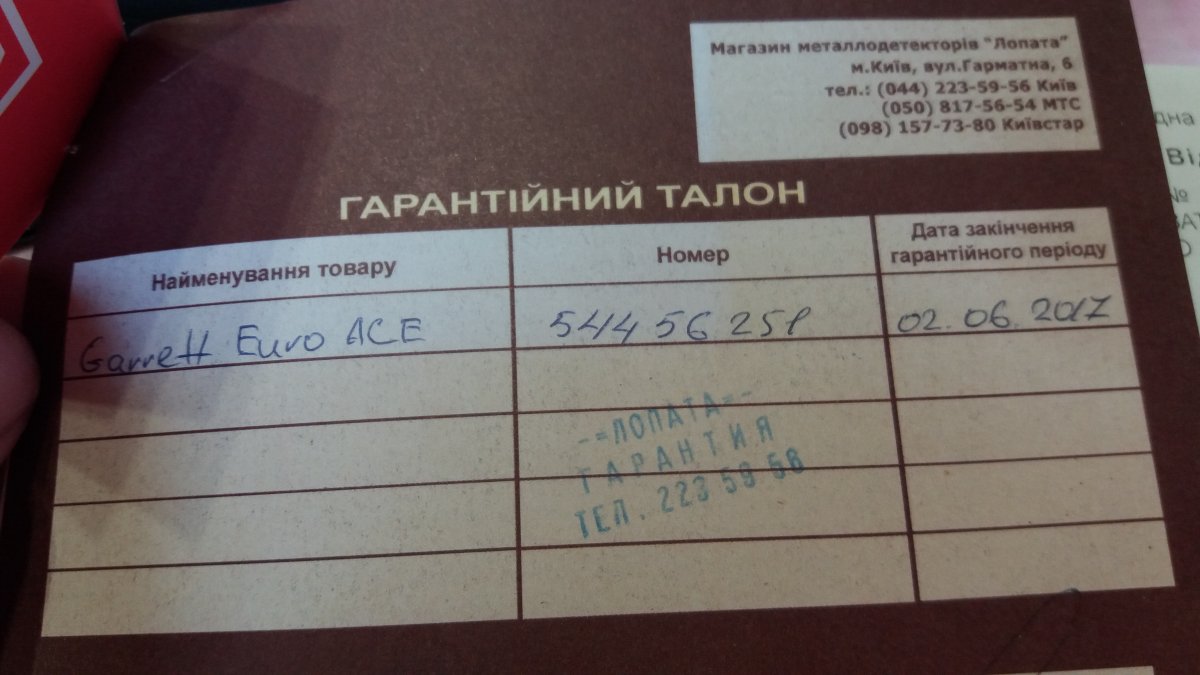 Магазин металлодетекторів "Лопата"
м.Київ, вул.Гарматна, 6
тел.: (044) 223-59-56 Київ
(050) 817-56-54 МТС
(098) 157-73-80 Київстар
ГАРАНТІЙНИЙ ТАЛОН
Найменування товару
Номер
Дата закінчення
гарантійного періоду
Garrett Euro ACE
02.06.2017
-=ЛОПАТА=-
ГАРАНТИЯ
ТЕЛ. 223 59 56